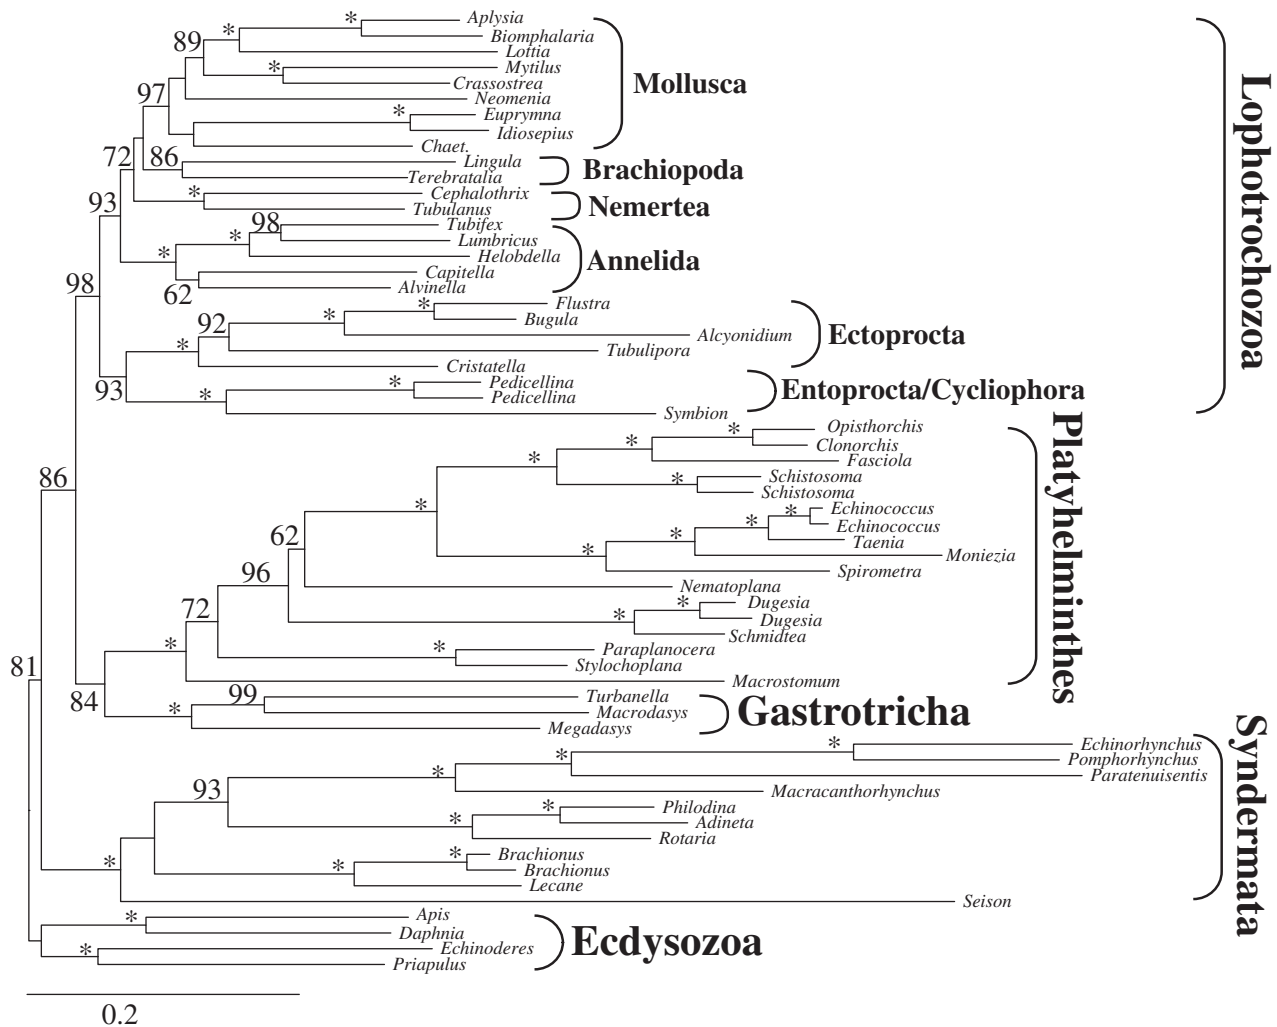 Aplysia
Biomphalaria
Lottia
Mytilus
Crassostrea
Neomenia
Euprymna
Idiosepius
Chaet.
Mollusca
Lingula
Terebratalia
Brachiopoda
Cephalothrix
Tubulanus
Nemertea
Tubifex
Lumbricus
Helobdella
Capitella
Alvinella
Annelida
Flustra
Bugula
Alcyonidium
Tubulipora
Cristatella
Ectoprocta
Pedicellina
Pedicellina
Symbion
Entoprocta/Cycliophora
Lophotrochozoa
Opisthorchis
Clonorchis
Fasciola
Schistosoma
Schistosoma
Echinococcus
Echinococcus
Taenia
Moniezia
Spirometra
Nematoplana
Dugesia
Dugesia
Schmidtea
Paraplanocera
Stylochoplana
Macrostomum
Platyhelminthes
Turbanella
Macrodasys
Megadasys
Gastrotricha
Echinorhynchus
Pomphorhynchus
Paratenuisentis
Macracanthorhynchus
Philodina
Adineta
Rotaria
Brachionus
Brachionus
Lecane
Seison
Syndermata
Apis
Daphnia
Echinoderes
Priapulus
Ecdysozoa
*
*
89
*
97
*
72
86
*
93
98
*
*
62
98
*
*
92
*
93
*
*
86
*
*
*
*
*
*
*
*
*
62
96
*
*
72
*
*
81
84
99
*
*
*
*
93
*
*
*
*
*
*
*
0.2